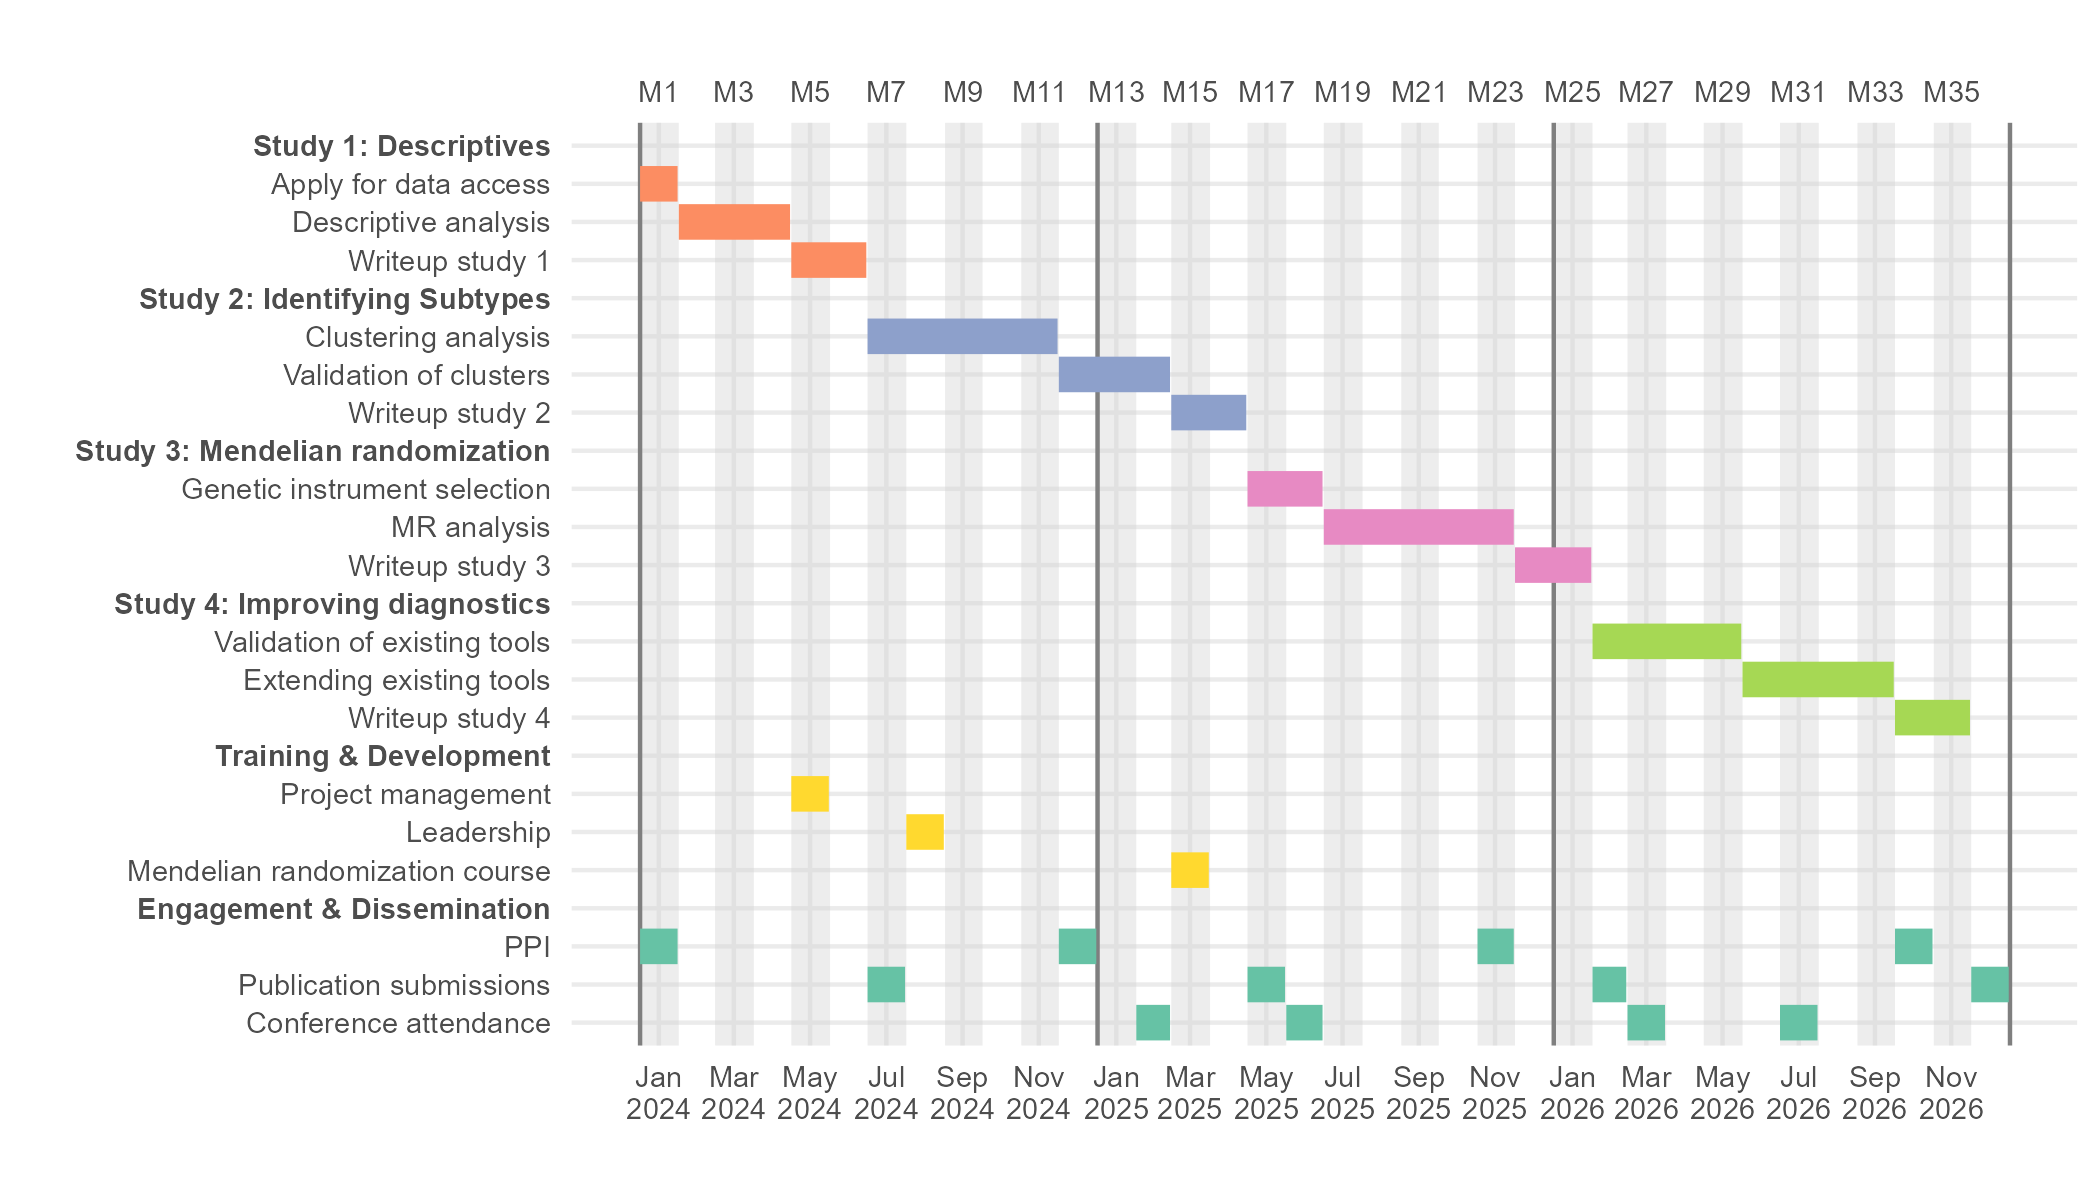 M1 M3 M5 M7 M9 M11 M13 M15 M17 M19 M21 M23 M25 M27 M29 M31 M33 M35
Study 1: Descriptives
Apply for data access
Descriptive analysis
Writeup study 1
Study 2: Identifying Subtypes
Clustering analysis
Validation of clusters
Writeup study 2
Study 3: Mendelian randomization
Genetic instrument selection
MR analysis
Writeup study 3
Study 4: Improving diagnostics
Validation of existing tools
Extending existing tools
Writeup study 4
Training & Development
Project management
Leadership
Mendelian randomization course
Engagement & Dissemination
PPI
Publication submissions
Conference attendance
Jan Mar May Jul Sep Nov Jan Mar May Jul Sep Nov Jan Mar May Jul Sep Nov
2024 2024 2024 2024 2024 2024 2025 2025 2025 2025 2025 2025 2026 2026 2026 2026 2026 2026